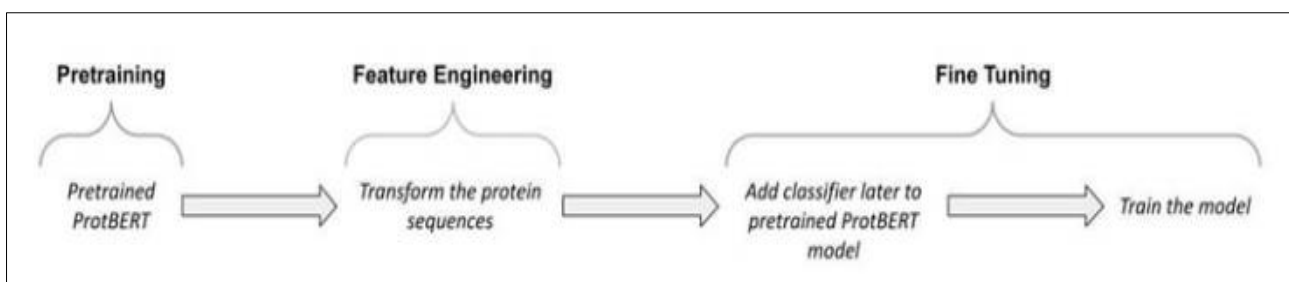 Pretraining
Feature Engineering
Fine Tuning
Pretrained
ProtBERT
Transform the protein
sequences
Add classifier later to
pretrained ProtBERT
model
Train the model